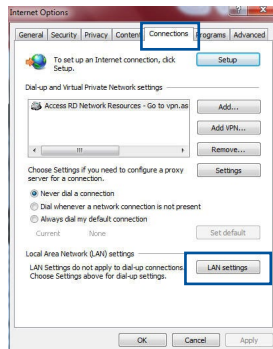 Internet Options
General Security Privacy Content Connections Programs Advanced
To set up an Internet connection, click
Setup.
Setup
Dial-up and Virtual Private Network settings
Access RD Network Resources - Go to vpn.as
Add...
Add VPN...
Remove...
Choose Settings if you need to configure a proxy
server for a connection.
Settings
Never dial a connection
Dial whenever a network connection is not present
Always dial my default connection
Current None
Set default
Local Area Network (LAN) settings
LAN Settings do not apply to dial-up connections.
Choose Settings above for dial-up settings.
LAN settings
OK Cancel Apply